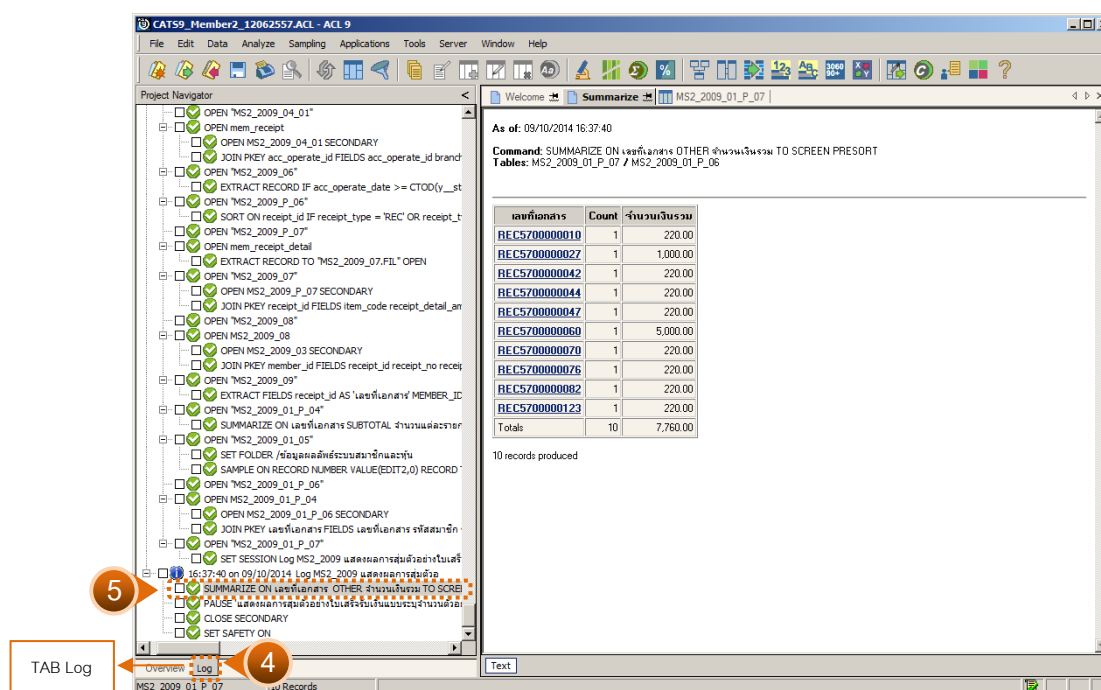 CATS9_Member2_12062557.ACL - ACL 9
File Edit Data Analyze Sampling Applications Tools Server Window Help
Project Navigator
OPEN "MS2_2009_04_01"
OPEN mem_receipt
OPEN MS2_2009_04_01 SECONDARY
JOIN PKEY acc_operate_id FIELDS acc_operate_id branch
OPEN "MS2_2009_06"
EXTRACT RECORD IF acc_operate_date >= CTOD(y__st
OPEN "MS2_2009_P_06"
SORT ON receipt_id IF receipt_type = 'REC' OR receipt_t
OPEN "MS2_2009_P_07"
OPEN mem_receipt_detail
EXTRACT RECORD TO "MS2_2009_07.FIL" OPEN
OPEN "MS2_2009_07"
OPEN MS2_2009_P_07 SECONDARY
JOIN PKEY receipt_id FIELDS item_code receipt_detail_am
OPEN "MS2_2009_08"
OPEN MS2_2009_08
OPEN MS2_2009_03 SECONDARY
JOIN PKEY member_id FIELDS receipt_id receipt_no receip
OPEN "MS2_2009_09"
EXTRACT FIELDS receipt_id AS 'เลขที่เอกสาร' MEMBER_ID
OPEN "MS2_2009_01_P_04"
SUMMARIZE ON เลขที่เอกสาร SUBTOTAL จำนวนแต่ละรายก
OPEN "MS2_2009_01_05"
SET FOLDER /ข้อมูลผลลัพธ์ระบบสมาชิกและหุ้น
SAMPLE ON RECORD NUMBER VALUE(EDIT2,0) RECORD
OPEN "MS2_2009_01_P_06"
OPEN MS2_2009_01_P_04
OPEN MS2_2009_01_P_06 SECONDARY
JOIN PKEY เลขที่เอกสาร FIELDS เลขที่เอกสาร รหัสสมาชิก
OPEN "MS2_2009_01_P_07"
SET SESSION Log MS2_2009 แสดงผลการสุ่มตัวอย่างใบเสร็
16:37:40 on 09/10/2014 Log MS2_2009 แสดงผลการสุ่มตัวอ
SUMMARIZE ON เลขที่เอกสาร OTHER จำนวนเงินรวม TO SCREE
PAUSE "แสดงผลการสุ่มตัวอย่างใบเสร็จรับเงินแบบระบุจำนวนตัวอ
CLOSE SECONDARY
SET SAFETY ON
Overview Log
MS2_2009_01_P_07 10 Records
Welcome Summarize MS2_2009_01_P_07
As of: 09/10/2014 16:37:40
Command: SUMMARIZE ON เลขที่เอกสาร OTHER จำนวนเงินรวม TO SCREEN PRESORT
Tables: MS2_2009_01_P_07 / MS2_2009_01_P_06
เลขที่เอกสาร Count จำนวนเงินรวม
REC5700000010 1 220.00
REC5700000027 1 1,000.00
REC5700000042 1 220.00
REC5700000044 1 220.00
REC5700000047 1 220.00
REC5700000060 1 5,000.00
REC5700000070 1 220.00
REC5700000076 1 220.00
REC5700000082 1 220.00
REC5700000123 1 220.00
Totals 10 7,760.00
10 records produced
Text
5
4
TAB Log